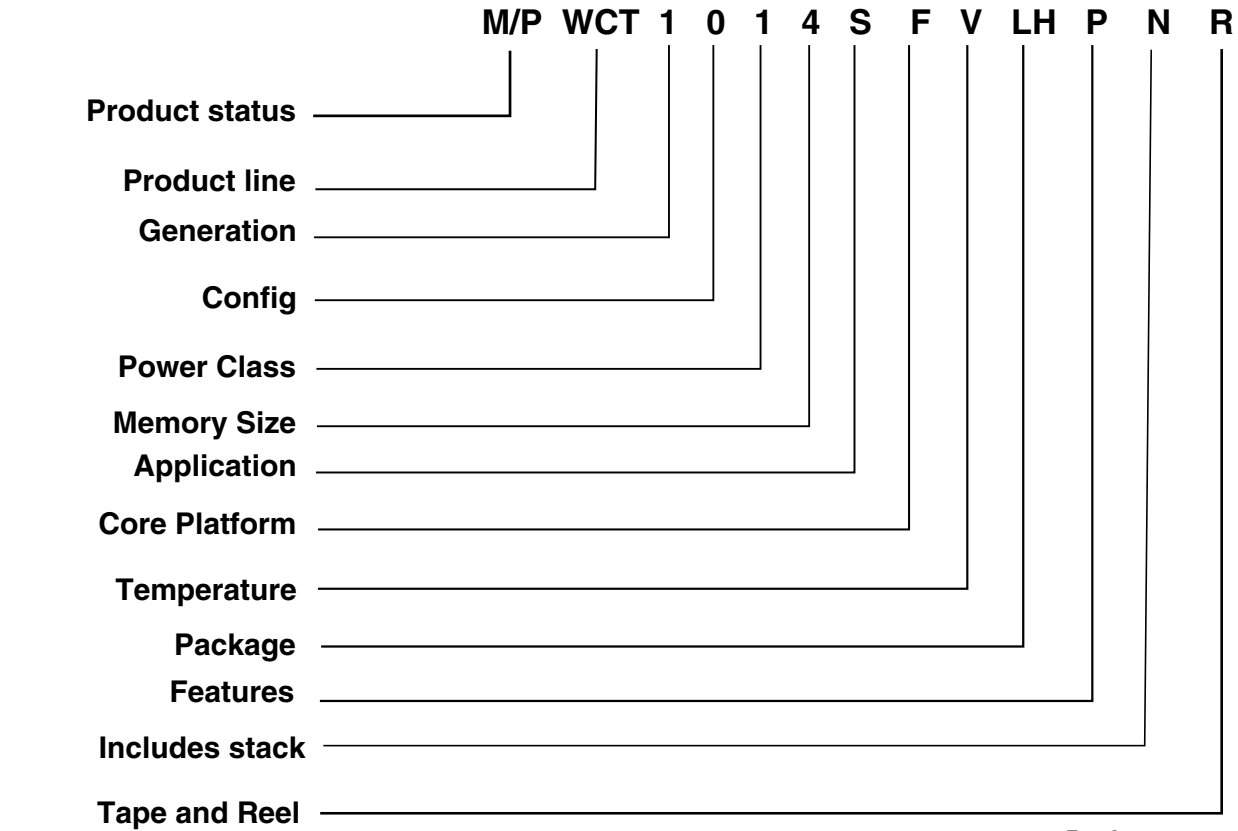 M/P WCT 1 0 1 4 S F V LH P N R
Product status
Product line
Generation
Config
Power Class
Memory Size
Application
Core Platform
Temperature
Package
Features
Includes stack
Tape and Reel